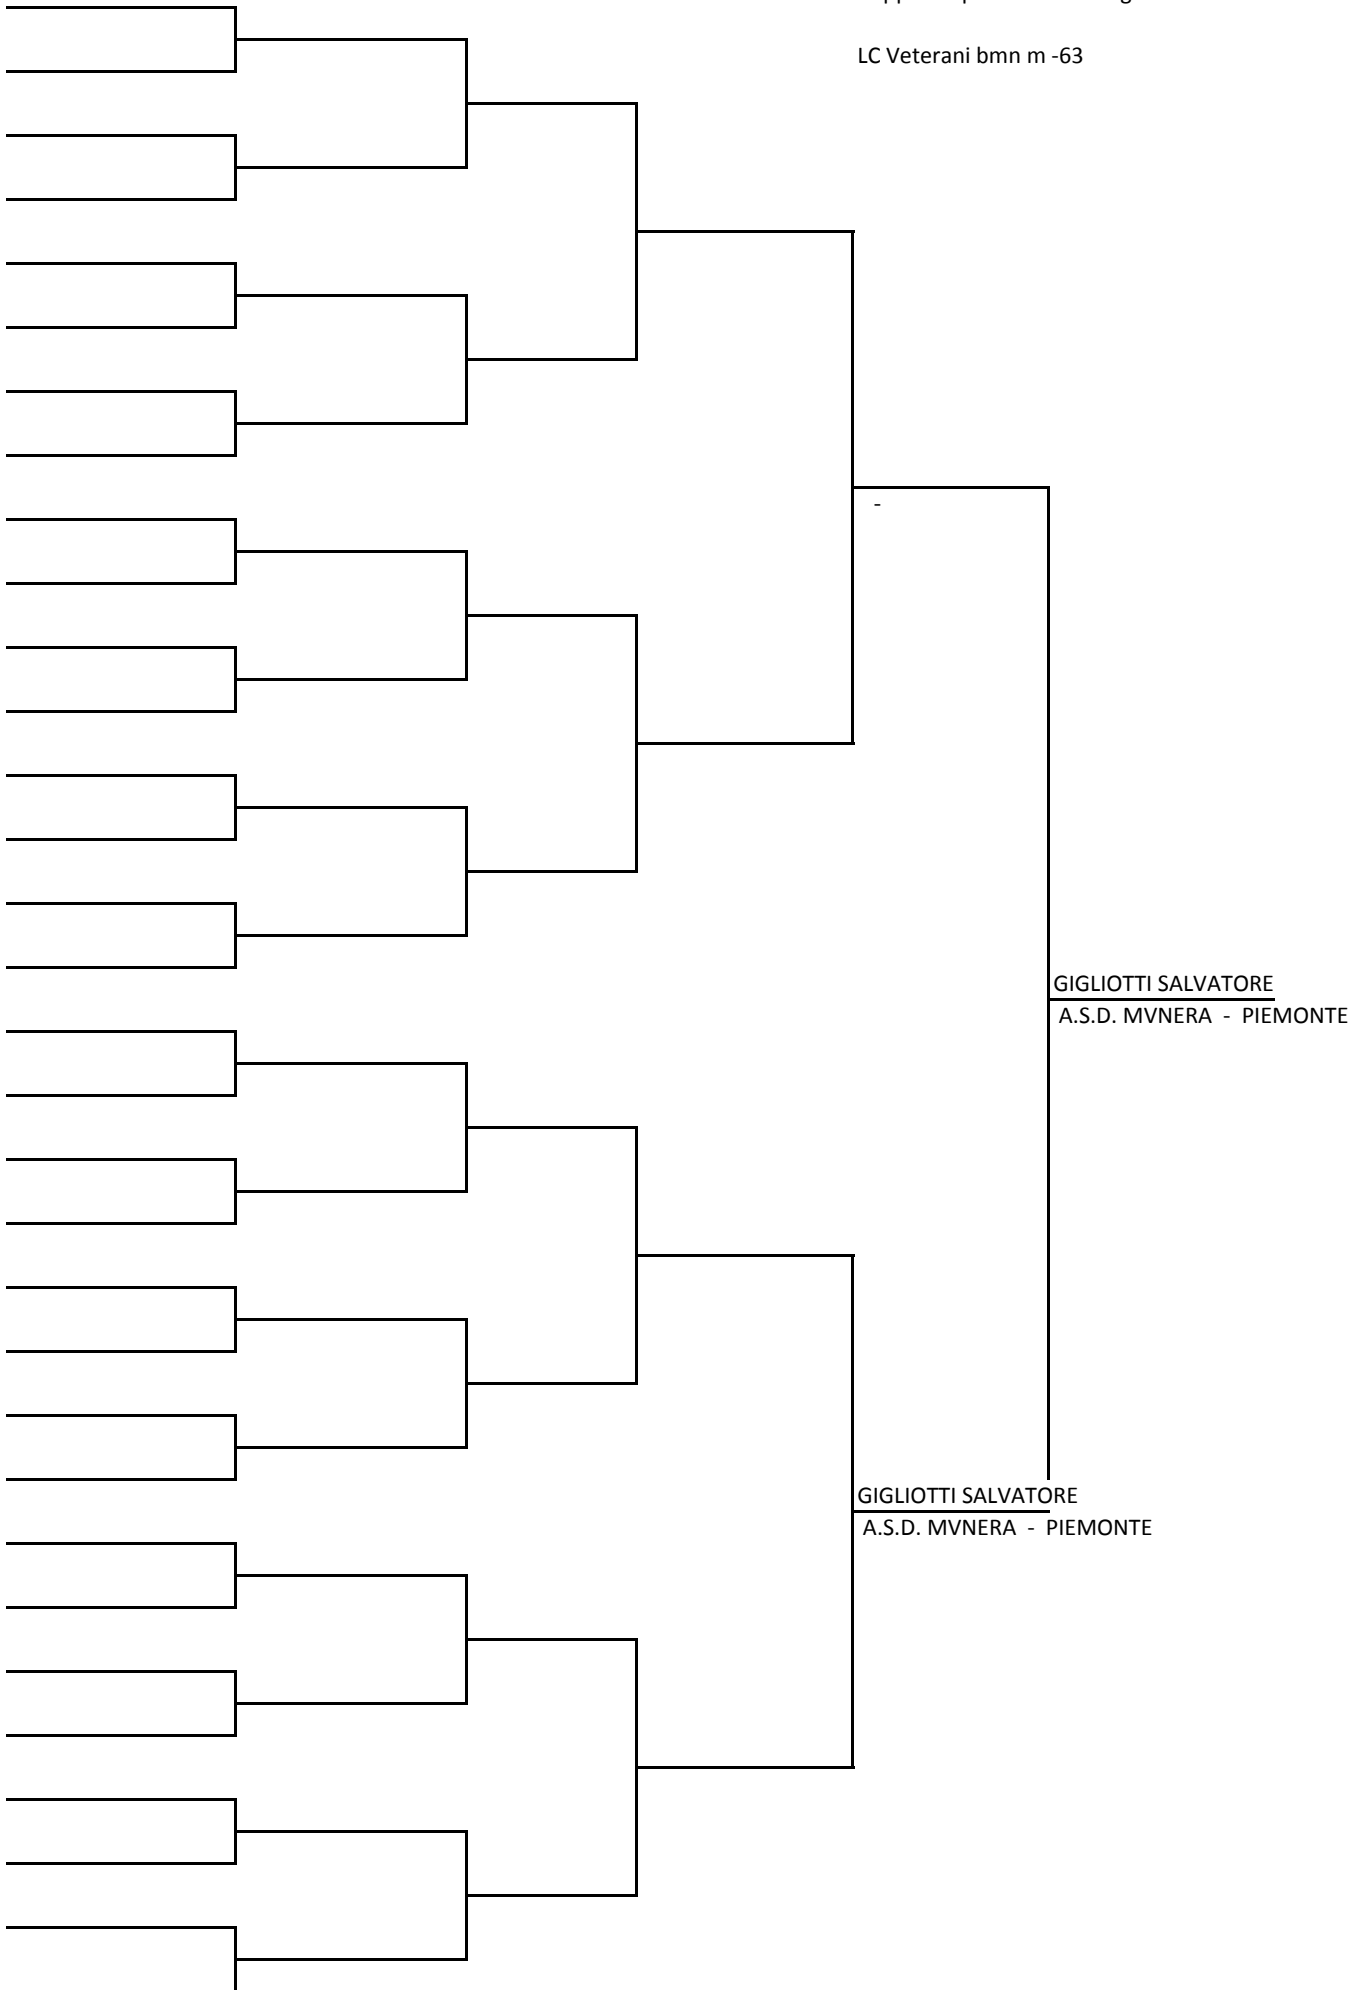 LC Veterani bmn m -63
-
GIGLIOTTI SALVATORE
A.S.D. MVNERA - PIEMONTE
GIGLIOTTI SALVATORE
A.S.D. MVNERA - PIEMONTE